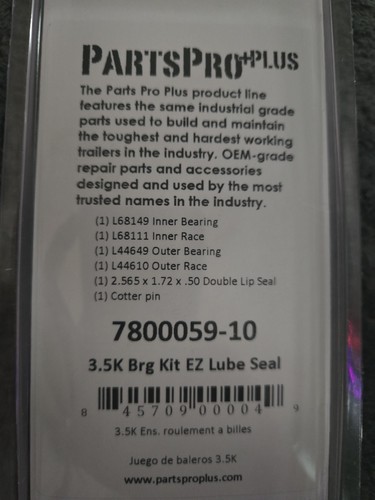 PARTSPRO+PLUS
The Parts Pro Plus product line
features the same industrial grade
parts used to build and maintain
the toughest and hardest working
trailers in the industry. OEM-grade
repair parts and accessories
designed and used by the most
trusted names in the industry.
(1) L68149 Inner Bearing
(1) L68111 Inner Race
(1) L44649 Outer Bearing
(1) L44610 Outer Race
(1) 2.565 x 1.72 x .50 Double Lip Seal
(1) Cotter pin
7800059-10
3.5K Brg Kit EZ Lube Seal
8 45709 00004 9
3.5K Ens. roulement a billes
Juego de baleros 3.5K
www.partsproplus.com